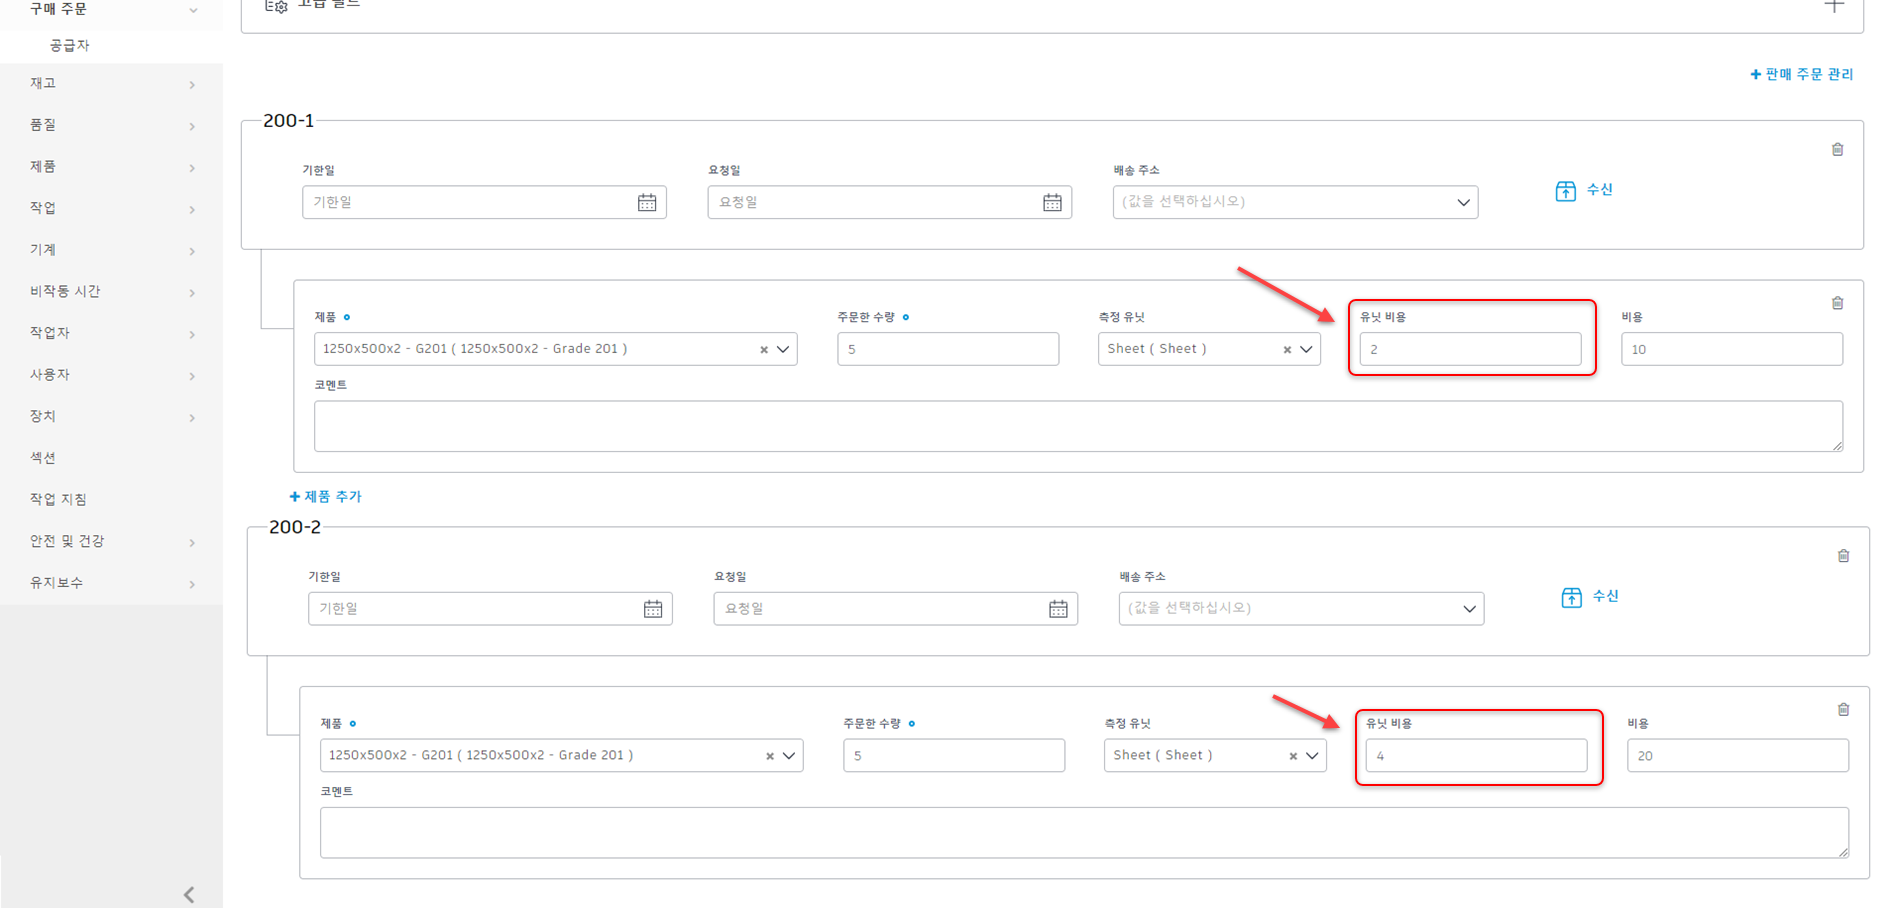 구매 주문
공급자
재고
품질
제품
작업
기계
비작동 시간
작업자
사용자
장치
섹션
작업 지침
안전 및 건강
유지보수
고급 필드
+ 판매 주문 관리
200-1
기한일 요청일 배송 주소
기한일 요청일 (값을 선택하십시오) 수신
제품 주문한 수량 측정 유닛 유닛 비용 비용
1250x500x2 - G201 ( 1250x500x2 - Grade 201 ) 5 Sheet ( Sheet ) 2 10
코멘트
+ 제품 추가
200-2
기한일 요청일 배송 주소
기한일 요청일 (값을 선택하십시오) 수신
제품 주문한 수량 측정 유닛 유닛 비용 비용
1250x500x2 - G201 ( 1250x500x2 - Grade 201 ) 5 Sheet ( Sheet ) 4 20
코멘트